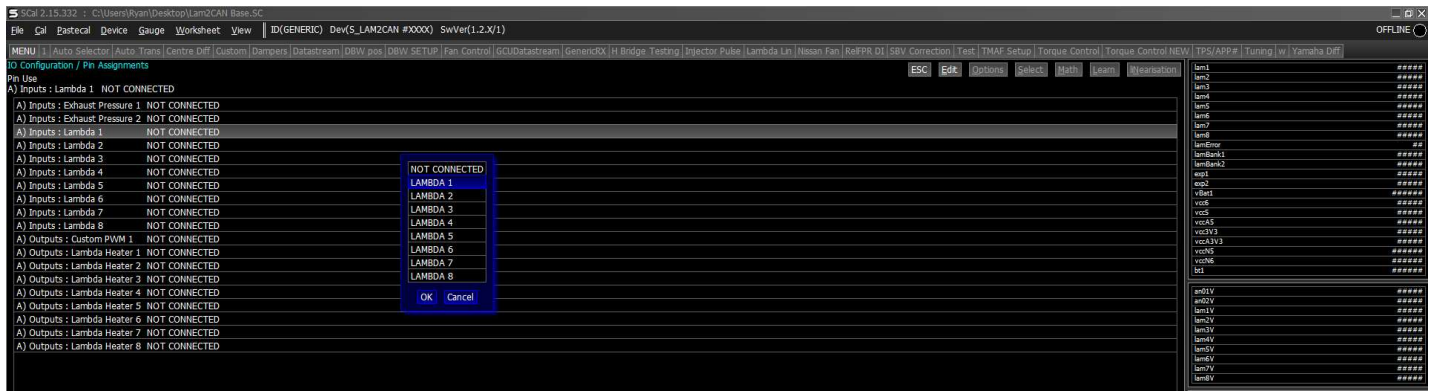 SCal 2.15.332 : C:\Users\Ryan\Desktop\Lam2CAN Base.SC
File Cal Pastecal Device Gauge Worksheet View ID(GENERIC) Dev(S_LAM2CAN #XXXX) SwVer(1.2.X/1) OFFLINE
MENU 1 Auto Selector Auto Trans Centre Diff Custom Dampers Datastream DBW pos DBW SETUP Fan Control GCUDatastream GenericRX H Bridge Testing Injector Pulse Lambda Lin Nissan Fan RelFPR DI SBV Correction Test TMAF Setup Torque Control Torque Control NEW TPS/APP# Tuning w Yamaha Diff
IO Configuration / Pin Assignments
ESC Edit Options Select Math Learn liNearisation
Pin Use
A) Inputs : Lambda 1 NOT CONNECTED
A) Inputs : Exhaust Pressure 1 NOT CONNECTED
A) Inputs : Exhaust Pressure 2 NOT CONNECTED
A) Inputs : Lambda 1 NOT CONNECTED
A) Inputs : Lambda 2 NOT CONNECTED
A) Inputs : Lambda 3 NOT CONNECTED
A) Inputs : Lambda 4 NOT CONNECTED
A) Inputs : Lambda 5 NOT CONNECTED
A) Inputs : Lambda 6 NOT CONNECTED
A) Inputs : Lambda 7 NOT CONNECTED
A) Inputs : Lambda 8 NOT CONNECTED
A) Outputs : Custom PWM 1 NOT CONNECTED
A) Outputs : Lambda Heater 1 NOT CONNECTED
A) Outputs : Lambda Heater 2 NOT CONNECTED
A) Outputs : Lambda Heater 3 NOT CONNECTED
A) Outputs : Lambda Heater 4 NOT CONNECTED
A) Outputs : Lambda Heater 5 NOT CONNECTED
A) Outputs : Lambda Heater 6 NOT CONNECTED
A) Outputs : Lambda Heater 7 NOT CONNECTED
A) Outputs : Lambda Heater 8 NOT CONNECTED
NOT CONNECTED
LAMBDA 1
LAMBDA 2
LAMBDA 3
LAMBDA 4
LAMBDA 5
LAMBDA 6
LAMBDA 7
LAMBDA 8
OK Cancel
lam1 #####
lam2 #####
lam3 #####
lam4 #####
lam5 #####
lam6 #####
lam7 #####
lam8 #####
lamError ##
lamBank1 #####
lamBank2 #####
exp1 #####
exp2 #####
vBat1 ######
vcc6 #####
vcc5 #####
vccA5 #####
vcc3V3 #####
vccA3V3 #####
vccN5 ######
vccN6 ######
bt1 ######
an01V #####
an02V #####
lam1V #####
lam2V #####
lam3V #####
lam4V #####
lam5V #####
lam6V #####
lam7V #####
lam8V #####